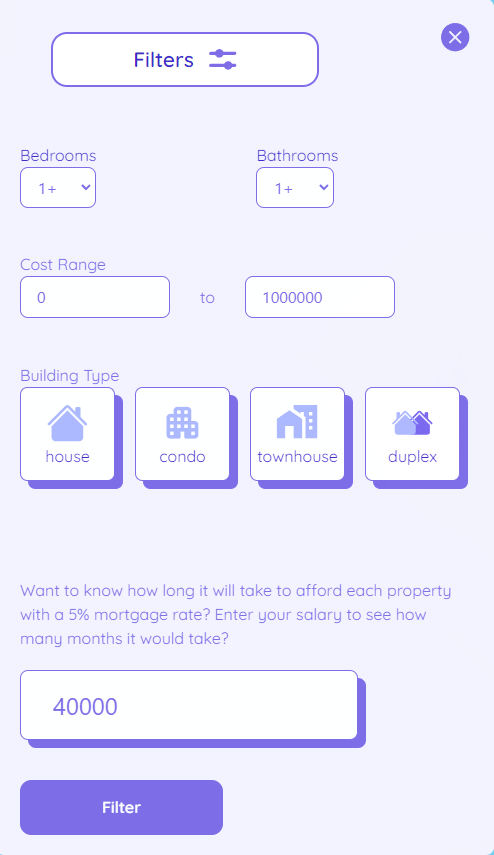 Filters
Bedrooms
Bathrooms
1+
1+
Cost Range
0
to
1000000
Building Type
house
condo
townhouse
duplex
Want to know how long it will take to afford each property
with a 5% mortgage rate? Enter your salary to see how
many months it would take?
40000
Filter